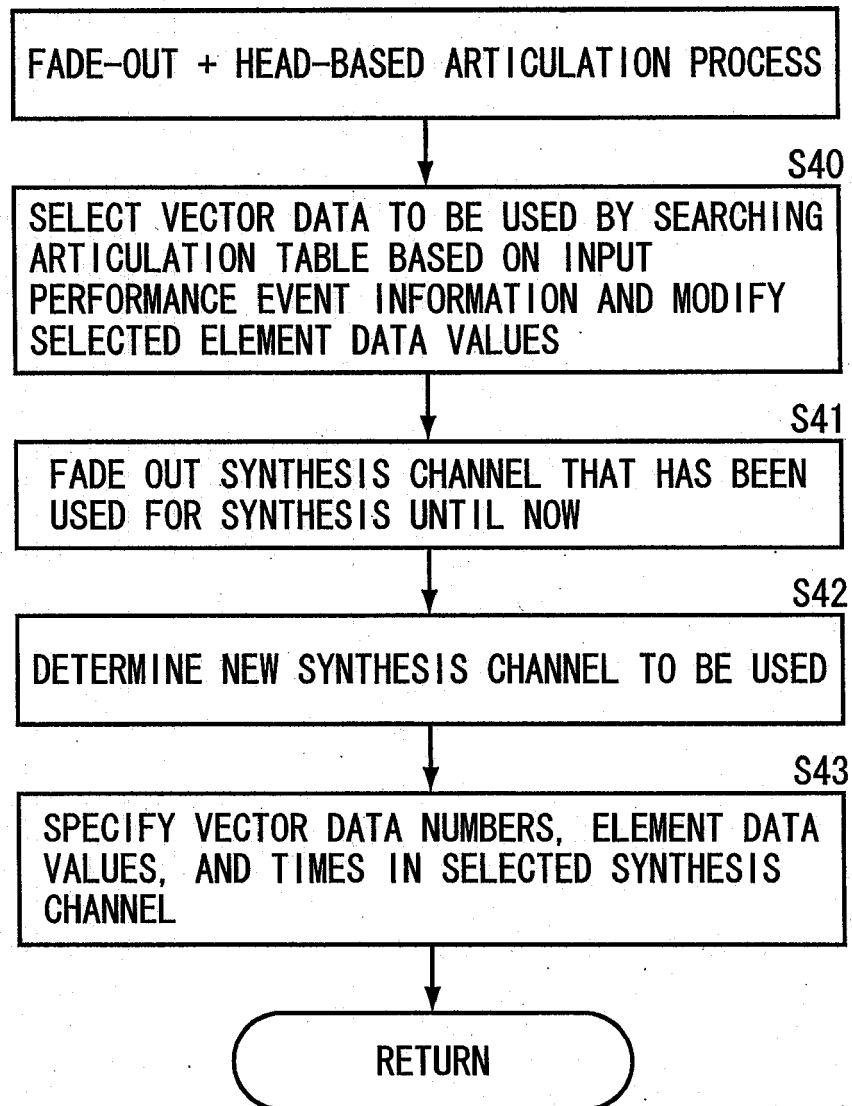 FADE-OUT + HEAD-BASED ARTICULATION PROCESS
S40
SELECT VECTOR DATA TO BE USED BY SEARCHING
ARTICULATION TABLE BASED ON INPUT
PERFORMANCE EVENT INFORMATION AND MODIFY
SELECTED ELEMENT DATA VALUES
S41
FADE OUT SYNTHESIS CHANNEL THAT HAS BEEN
USED FOR SYNTHESIS UNTIL NOW
S42
DETERMINE NEW SYNTHESIS CHANNEL TO BE USED
S43
SPECIFY VECTOR DATA NUMBERS, ELEMENT DATA
VALUES, AND TIMES IN SELECTED SYNTHESIS
CHANNEL
RETURN